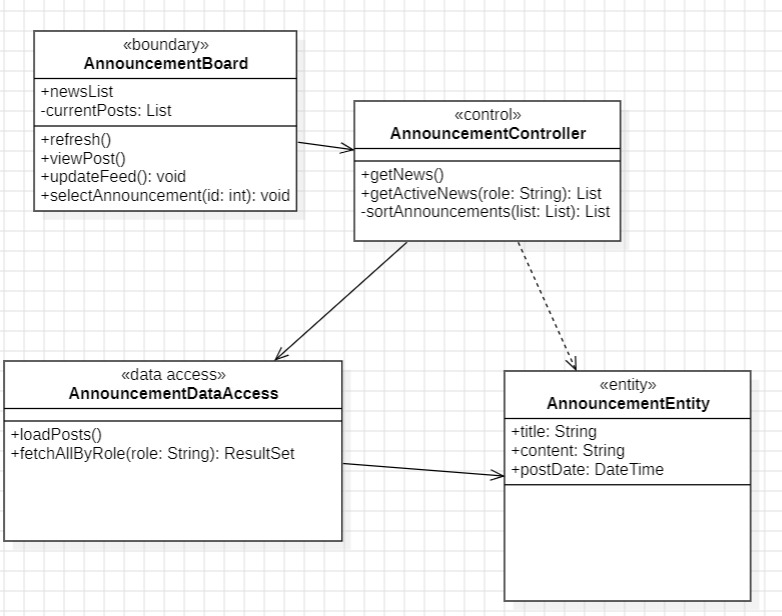 «boundary»
AnnouncementBoard
+newsList
-currentPosts: List
+refresh()
+viewPost()
+updateFeed(): void
+selectAnnouncement(id: int): void
«control»
AnnouncementController
+getNews()
+getActiveNews(role: String): List
-sortAnnouncements(list: List): List
«data access»
AnnouncementDataAccess
+loadPosts()
+fetchAllByRole(role: String): ResultSet
«entity»
AnnouncementEntity
+title: String
+content: String
+postDate: DateTime